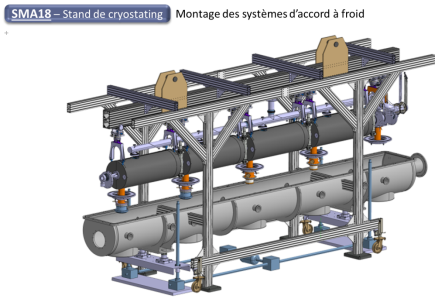 SMA18 – Stand de cryostating Montage des systèmes d'accord à froid